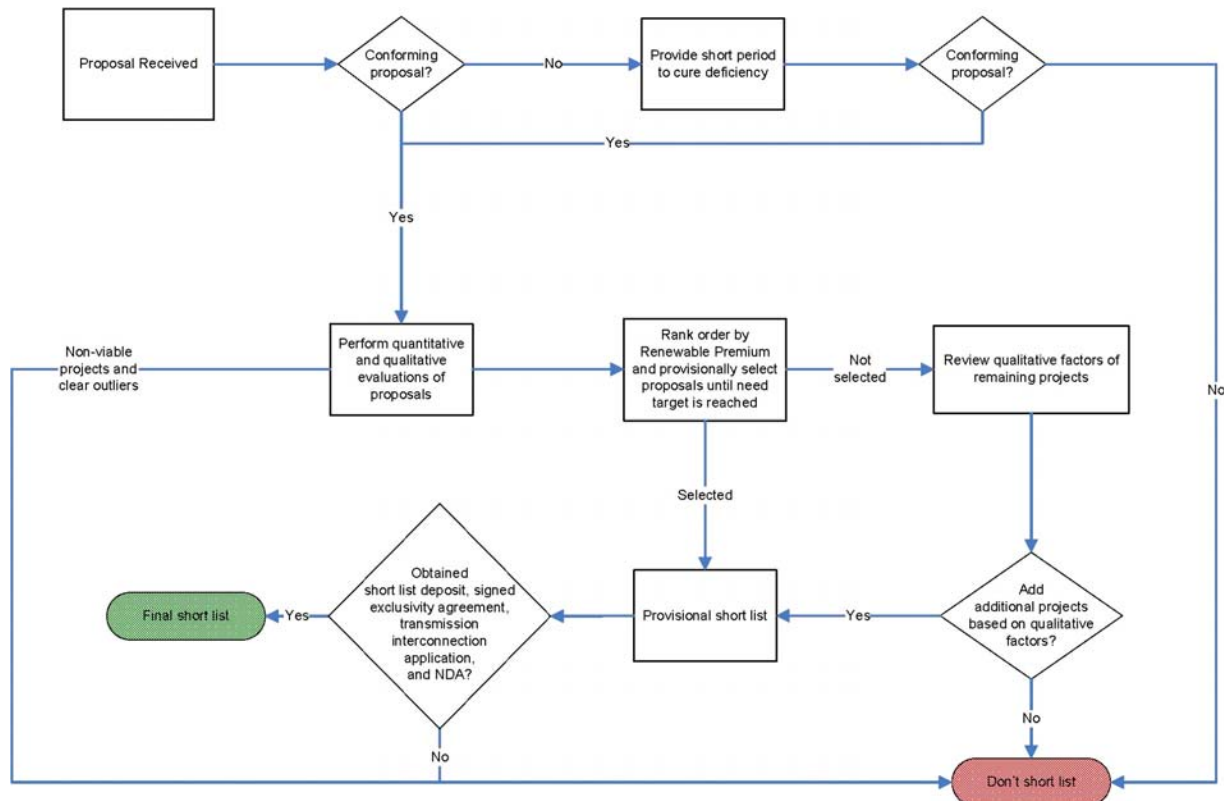 Proposal Received
Conforming
proposal?
No
Provide short period
to cure deficiency
Conforming
proposal?
Yes
Yes
No
Non-viable
projects and
clear outliers
Perform quantitative
and qualitative
evaluations of
proposals
Rank order by
Renewable Premium
and provisionally select
proposals until need
target is reached
Not
selected
Review qualitative factors of
remaining projects
Selected
Final short list
Yes
Obtained
short list deposit, signed
exclusivity agreement,
transmission
interconnection
application,
and NDA?
Provisional short list
Yes
Add
additional projects
based on qualitative
factors?
No
No
Don't short list